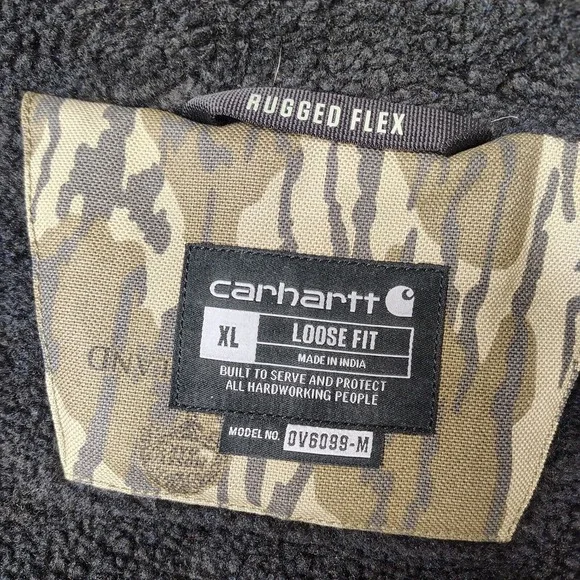 RUGGED FLEX
carhartt
XL
LOOSE FIT
MADE IN INDIA
BUILT TO SERVE AND PROTECT
ALL HARDWORKING PEOPLE
MODEL NO. OV6099-M